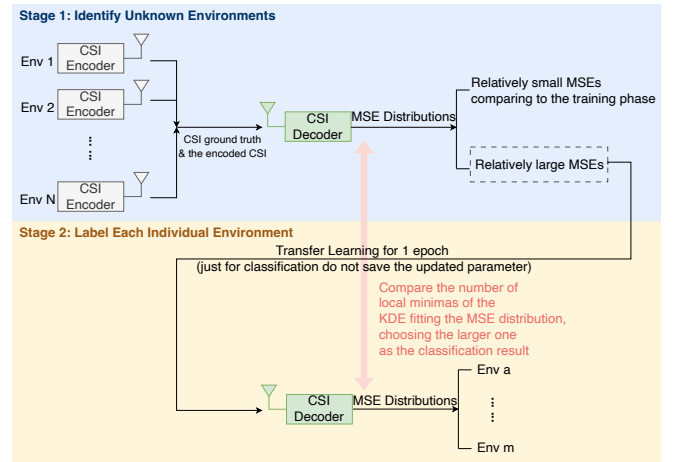 Stage 1: Identify Unknown Environments
Env 1
CSI
Encoder
Env 2
CSI
Encoder
Env N
CSI
Encoder
CSI ground truth
& the encoded CSI
CSI
Decoder
MSE Distributions
Relatively small MSEs
comparing to the training phase
Relatively large MSEs
Stage 2: Label Each Individual Environment
Transfer Learning for 1 epoch
(just for classification do not save the updated parameter)
Compare the number of
local minimas of the
KDE fitting the MSE distribution,
choosing the larger one
as the classification result
CSI
Decoder
MSE Distributions
Env a
Env m